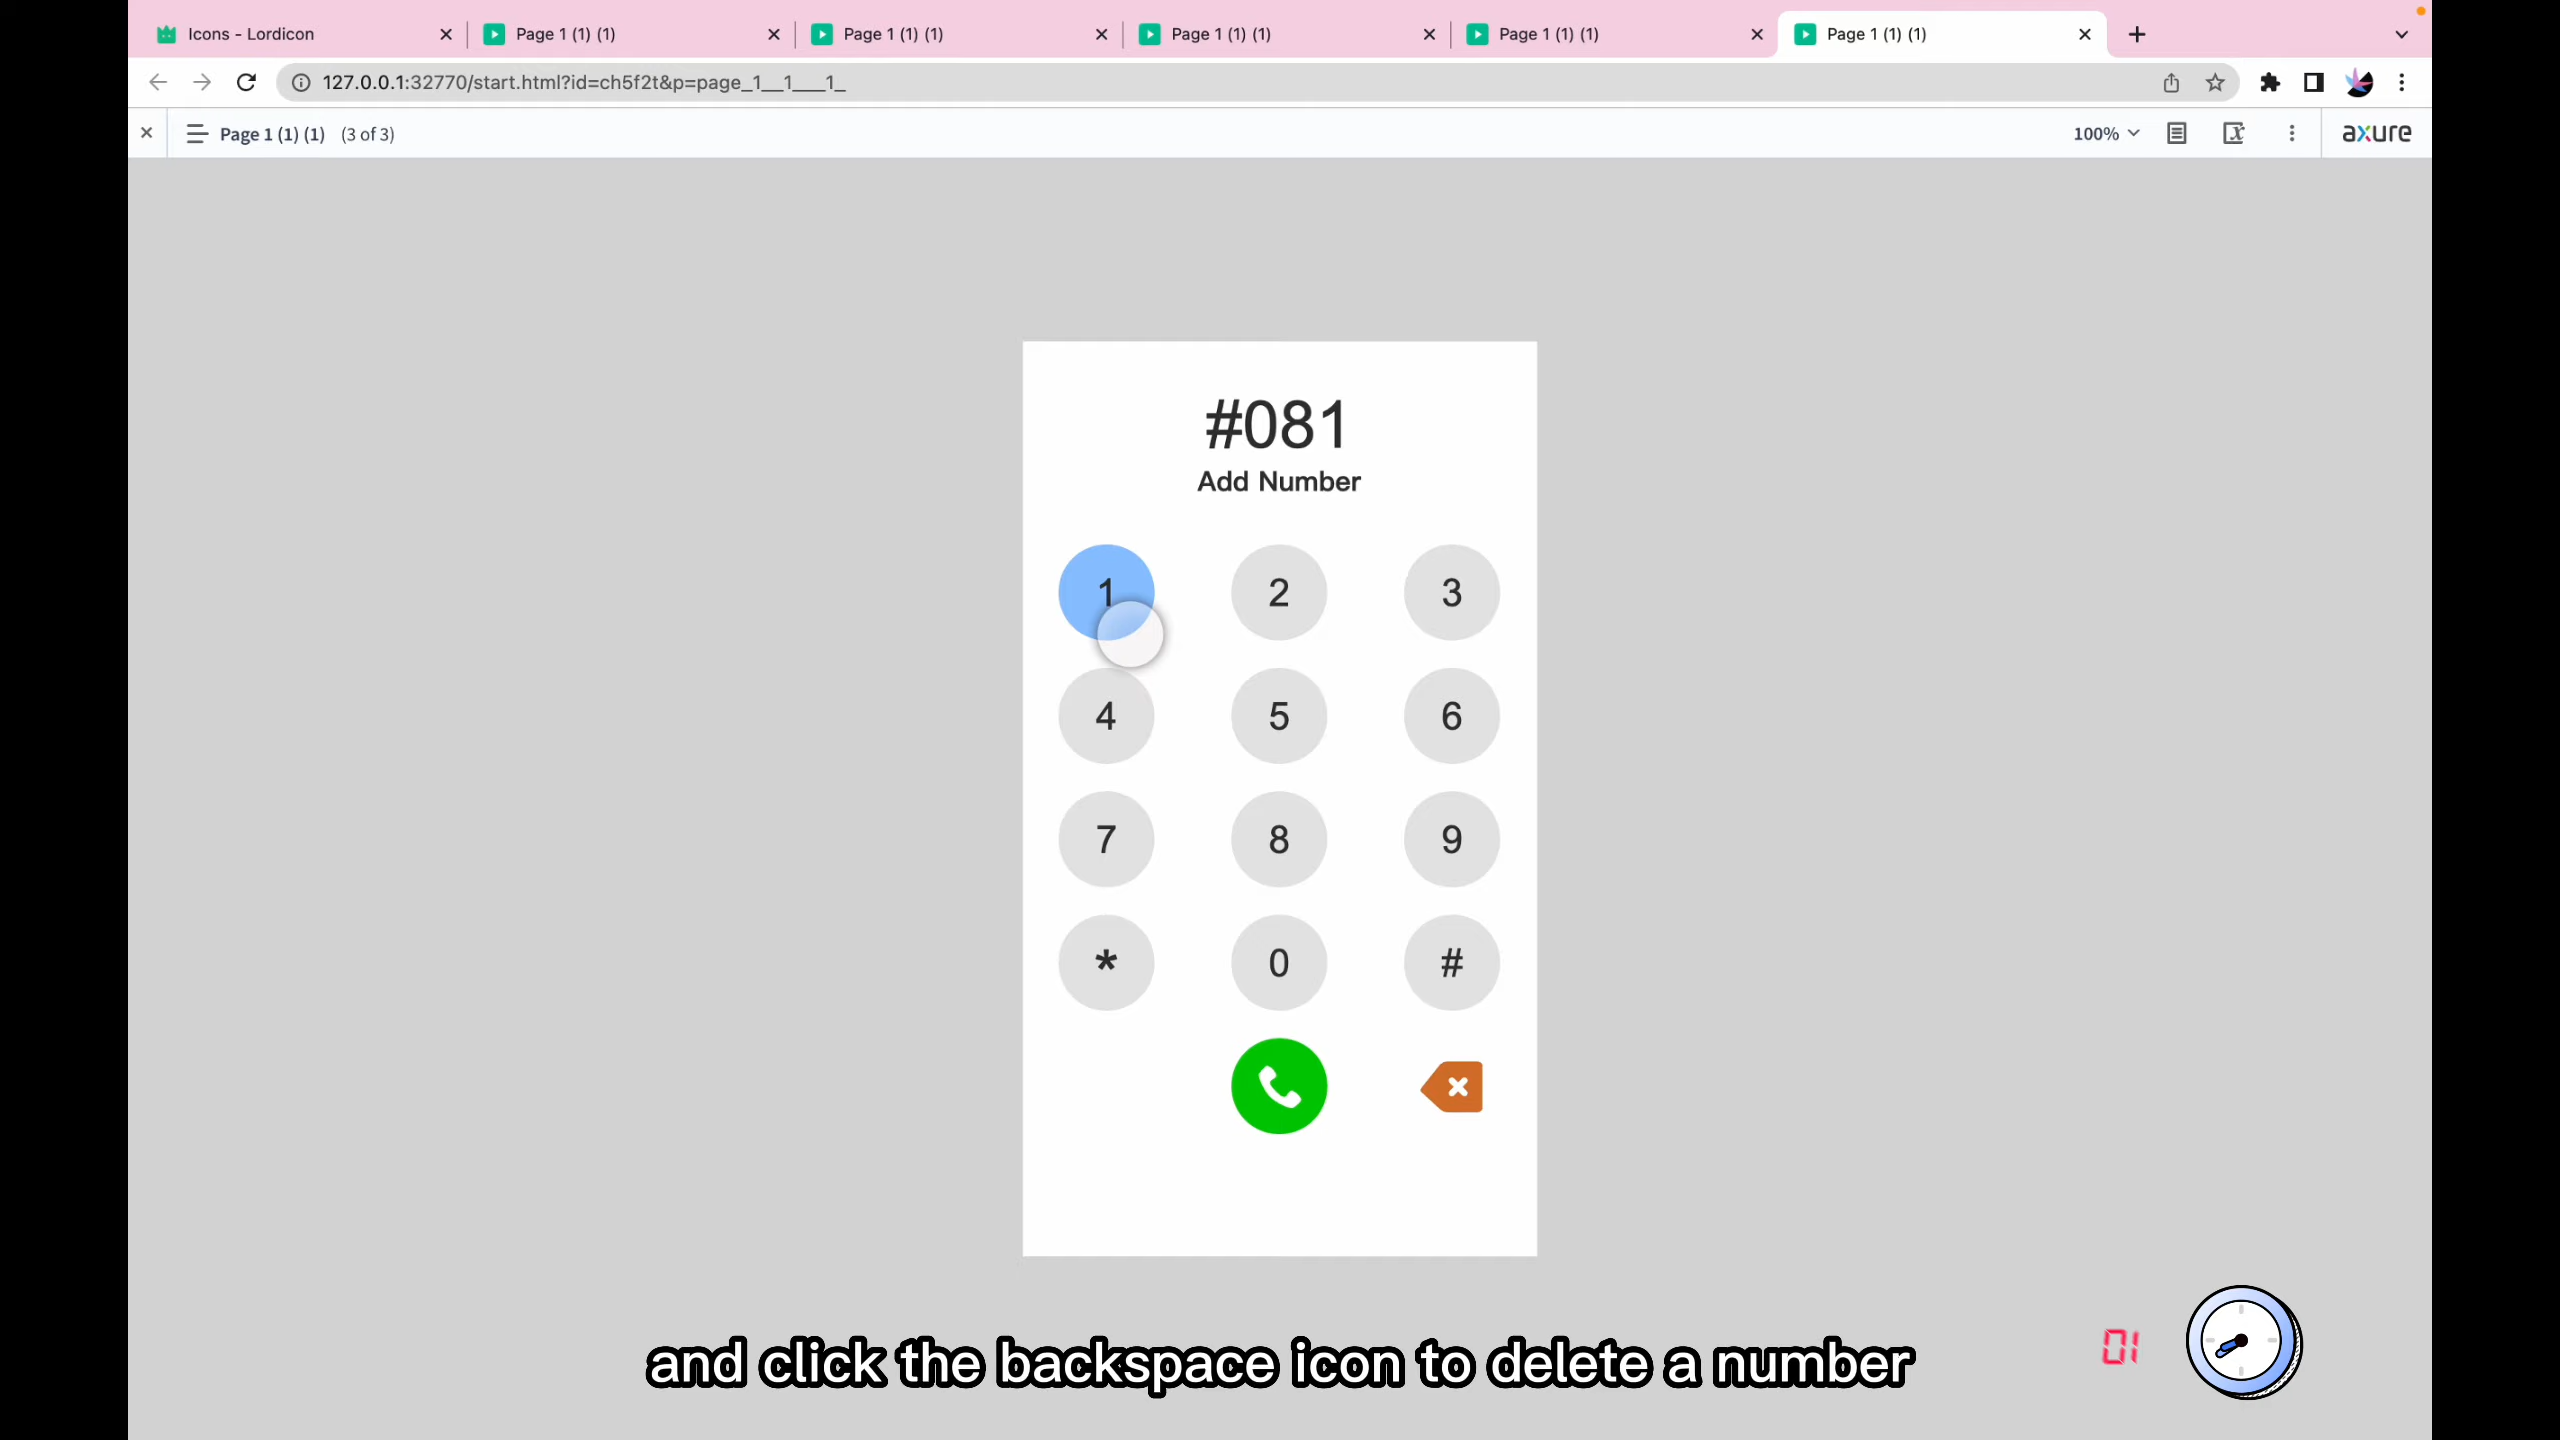 Icons - Lordicon
Page 1 (1) (1)
Page 1 (1) (1)
Page 1 (1) (1)
Page 1 (1) (1)
Page 1 (1) (1)
127.0.0.1:32770/start.html?id=ch5f2t&p=page_1__1___1_
Page 1 (1) (1) (3 of 3)
100%
axure
#081
Add Number
1 2 3
4 5 6
7 8 9
* 0 #
and click the backspace icon to delete a number
01